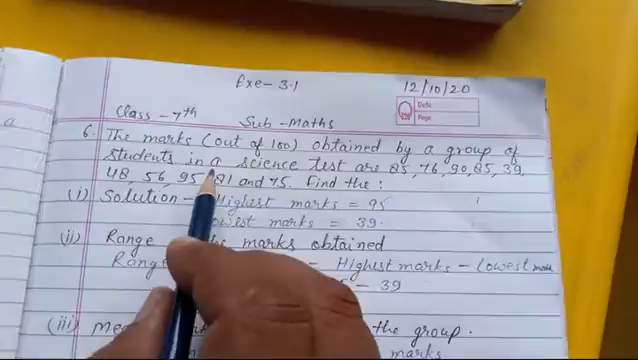 Exe-3.1
12/10/20
Class-7th Sub-Maths
Date
Page
a
6. The marks (out of 100) obtained by a group of
students in a science test are 85, 76, 90, 85, 39,
48, 56, 95, 81 and 75. Find the :
(i) Solution - Highest marks = 95
Lowest marks = 39.
(ii) Range marks obtained
- Highest marks - Lowest
- 39
(iii) the group.
marks